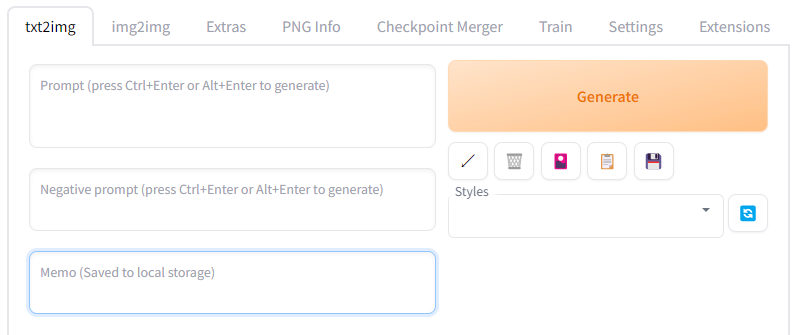 txt2img img2img Extras PNG Info Checkpoint Merger Train Settings Extensions
Prompt (press Ctrl+Enter or Alt+Enter to generate)
Generate
Negative prompt (press Ctrl+Enter or Alt+Enter to generate)
Styles
Memo (Saved to local storage)